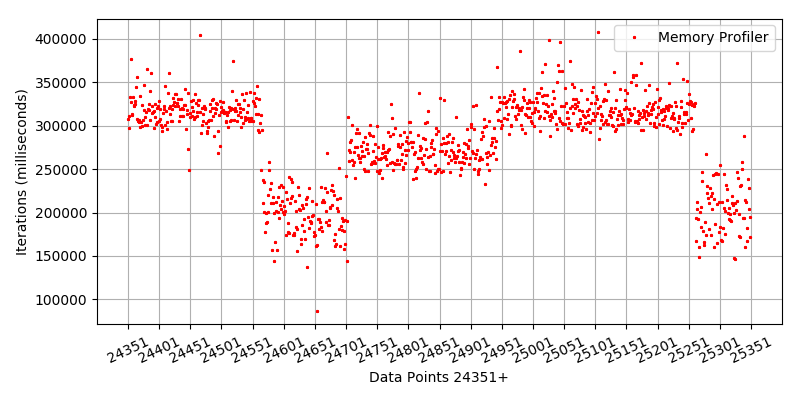 400000
350000
300000
250000
200000
150000
100000
Iterations (milliseconds)
Memory Profiler
24351 24401 24451 24501 24551 24601 24651 24701 24751 24801 24851 24901 24951 25001 25051 25101 25151 25201 25251 25301 25351
Data Points 24351+